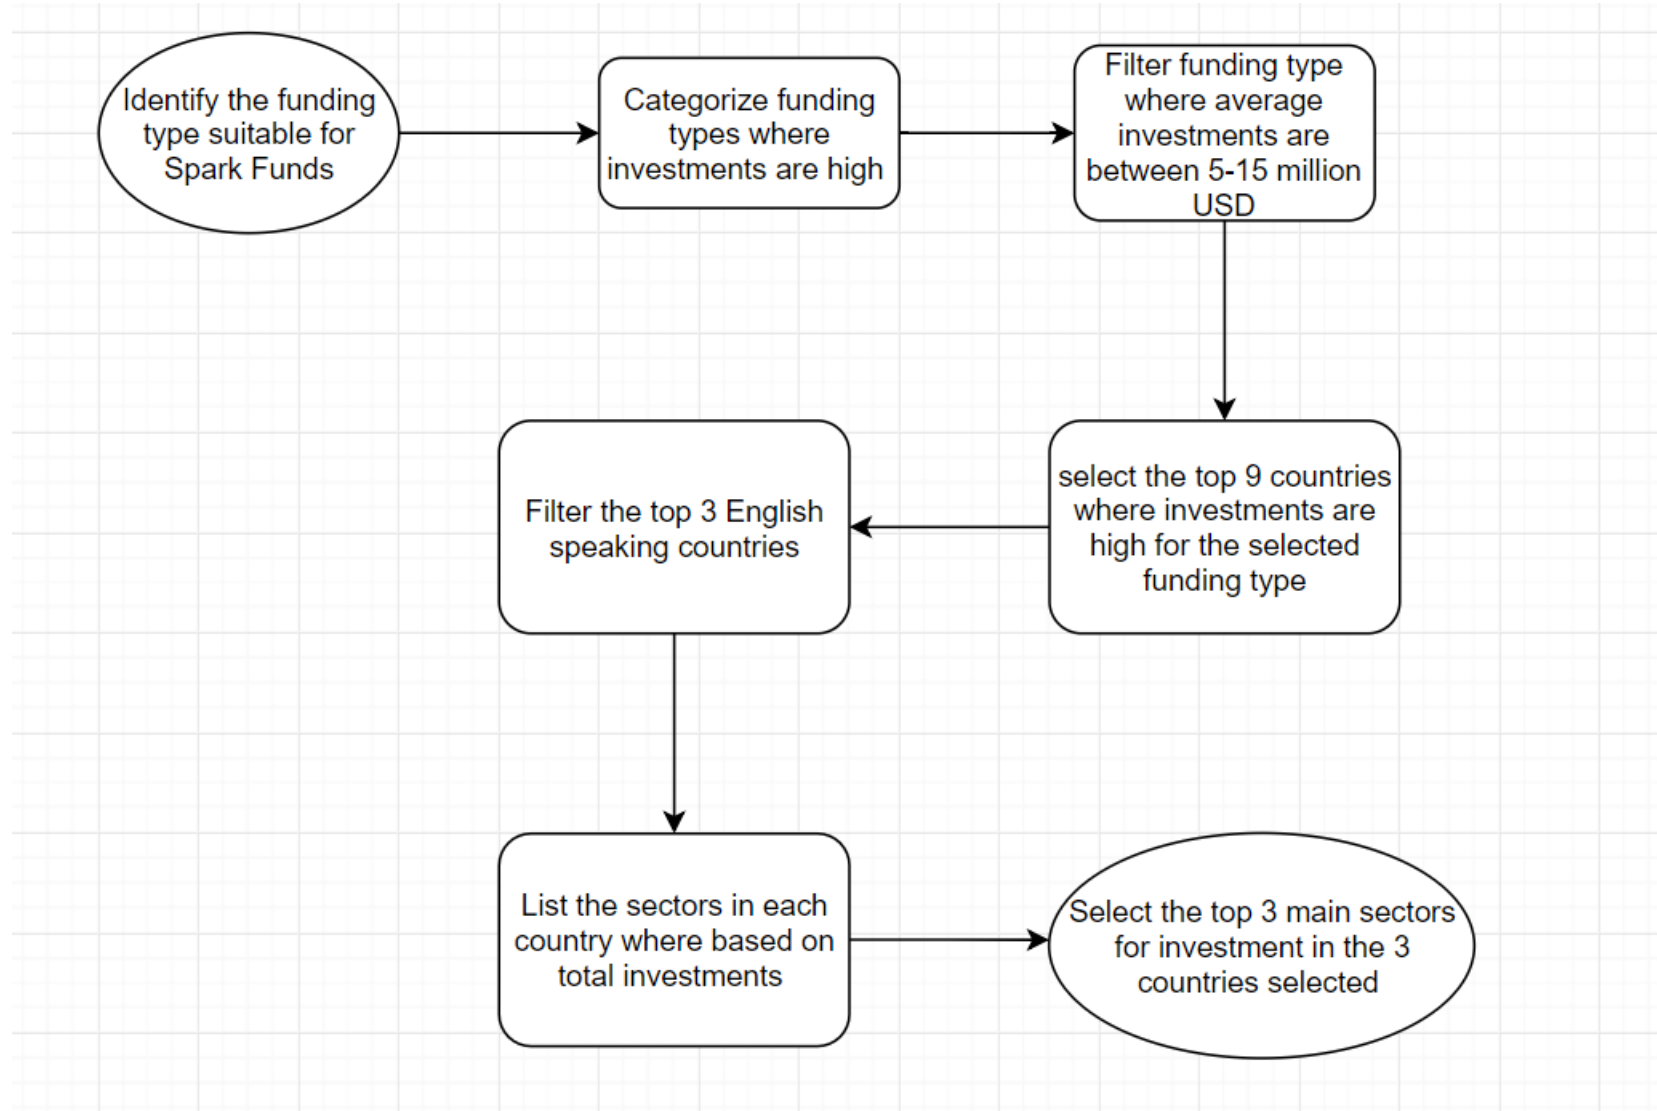 Identify the funding
type suitable for
Spark Funds
Categorize funding
types where
investments are high
Filter funding type
where average
investments are
between 5-15 million
USD
select the top 9 countries
where investments are
high for the selected
funding type
Filter the top 3 English
speaking countries
List the sectors in each
country where based on
total investments
Select the top 3 main sectors
for investment in the 3
countries selected